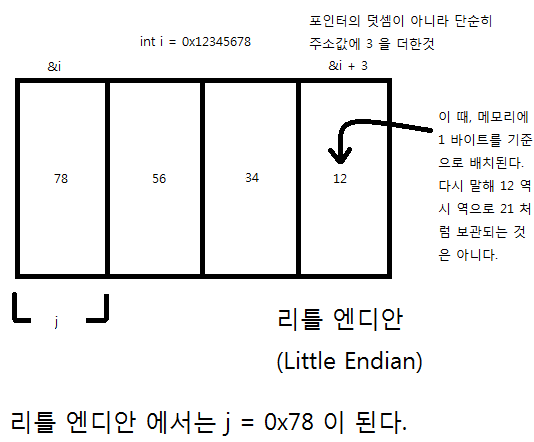 포인터의 덧셈이 아니라 단순히
주소값에 3 을 더한것
int i = 0x12345678
&i
&i + 3
78
56
34
12
이 때, 메모리에
1 바이트를 기준
으로 배치된다.
다시 말해 12 역
시 역으로 21 처
럼 보관되는 것
은 아니다.
j
리틀 엔디안
(Little Endian)
리틀 엔디안 에서는 j = 0x78 이 된다.